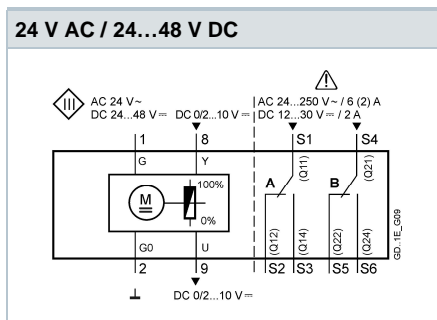 24 V AC / 24...48 V DC
AC 24 V~
DC 24...48 V ⎓
DC 0/2...10 V ⎓
AC 24...250 V~ / 6 (2) A
DC 12...30 V ⎓ / 2 A
III
1
8
S1
S4
G
Y
(Q11)
(Q21)
100%
A
B
M
0%
G0
U
(Q12)
(Q14)
(Q22)
(Q24)
GD..1E_G09
2
9
S2
S3
S5
S6
DC 0/2...10 V ⎓